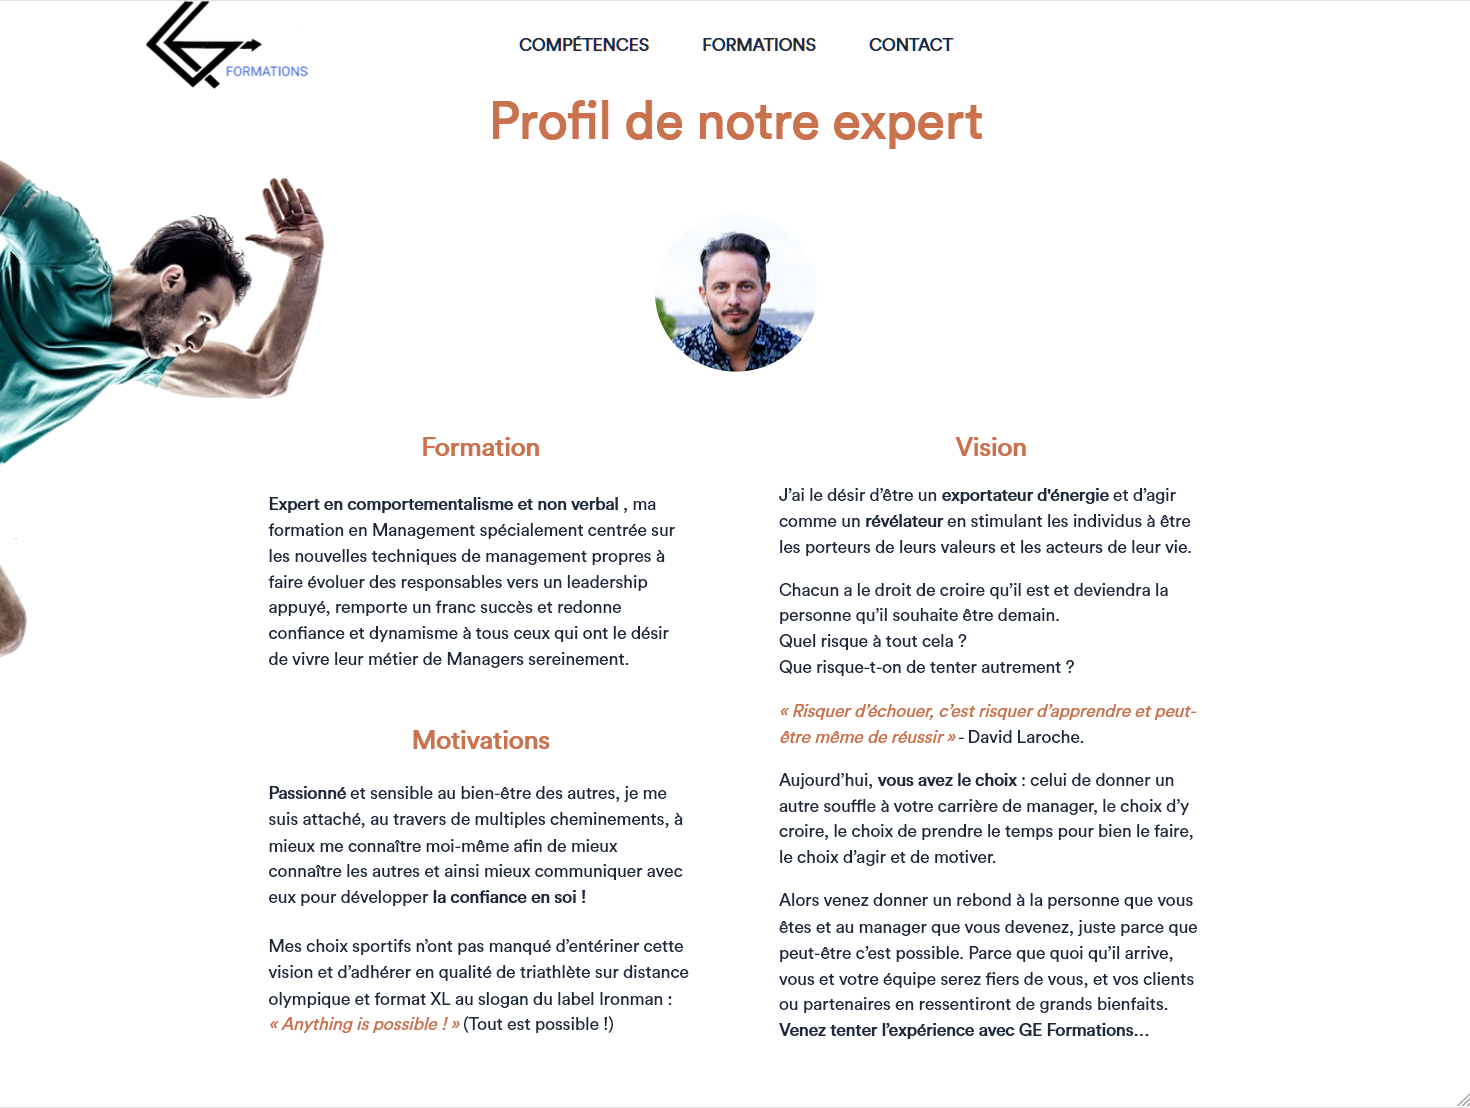 FORMATIONS
COMPÉTENCES
FORMATIONS
CONTACT
Profil de notre expert
Formation
Expert en comportementalisme et non verbal , ma
formation en Management spécialement centrée sur
les nouvelles techniques de management propres à
faire évoluer des responsables vers un leadership
appuyé, remporte un franc succès et redonne
confiance et dynamisme à tous ceux qui ont le désir
de vivre leur métier de Managers sereinement.
Motivations
Passionné et sensible au bien-être des autres, je me
suis attaché, au travers de multiples cheminements, à
mieux me connaître moi-même afin de mieux
connaître les autres et ainsi mieux communiquer avec
eux pour développer la confiance en soi !
Mes choix sportifs n’ont pas manqué d’entériner cette
vision et d’adhérer en qualité de triathlète sur distance
olympique et format XL au slogan du label Ironman :
« Anything is possible ! » (Tout est possible !)
Vision
J’ai le désir d’être un exportateur d'énergie et d’agir
comme un révélateur en stimulant les individus à être
les porteurs de leurs valeurs et les acteurs de leur vie.
Chacun a le droit de croire qu’il est et deviendra la
personne qu’il souhaite être demain.
Quel risque à tout cela ?
Que risque-t-on de tenter autrement ?
« Risquer d’échouer, c’est risquer d’apprendre et peut-
être même de réussir » - David Laroche.
Aujourd’hui, vous avez le choix : celui de donner un
autre souffle à votre carrière de manager, le choix d’y
croire, le choix de prendre le temps pour bien le faire,
le choix d’agir et de motiver.
Alors venez donner un rebond à la personne que vous
êtes et au manager que vous devenez, juste parce que
peut-être c’est possible. Parce que quoi qu’il arrive,
vous et votre équipe serez fiers de vous, et vos clients
ou partenaires en ressentiront de grands bienfaits.
Venez tenter l’expérience avec GE Formations...